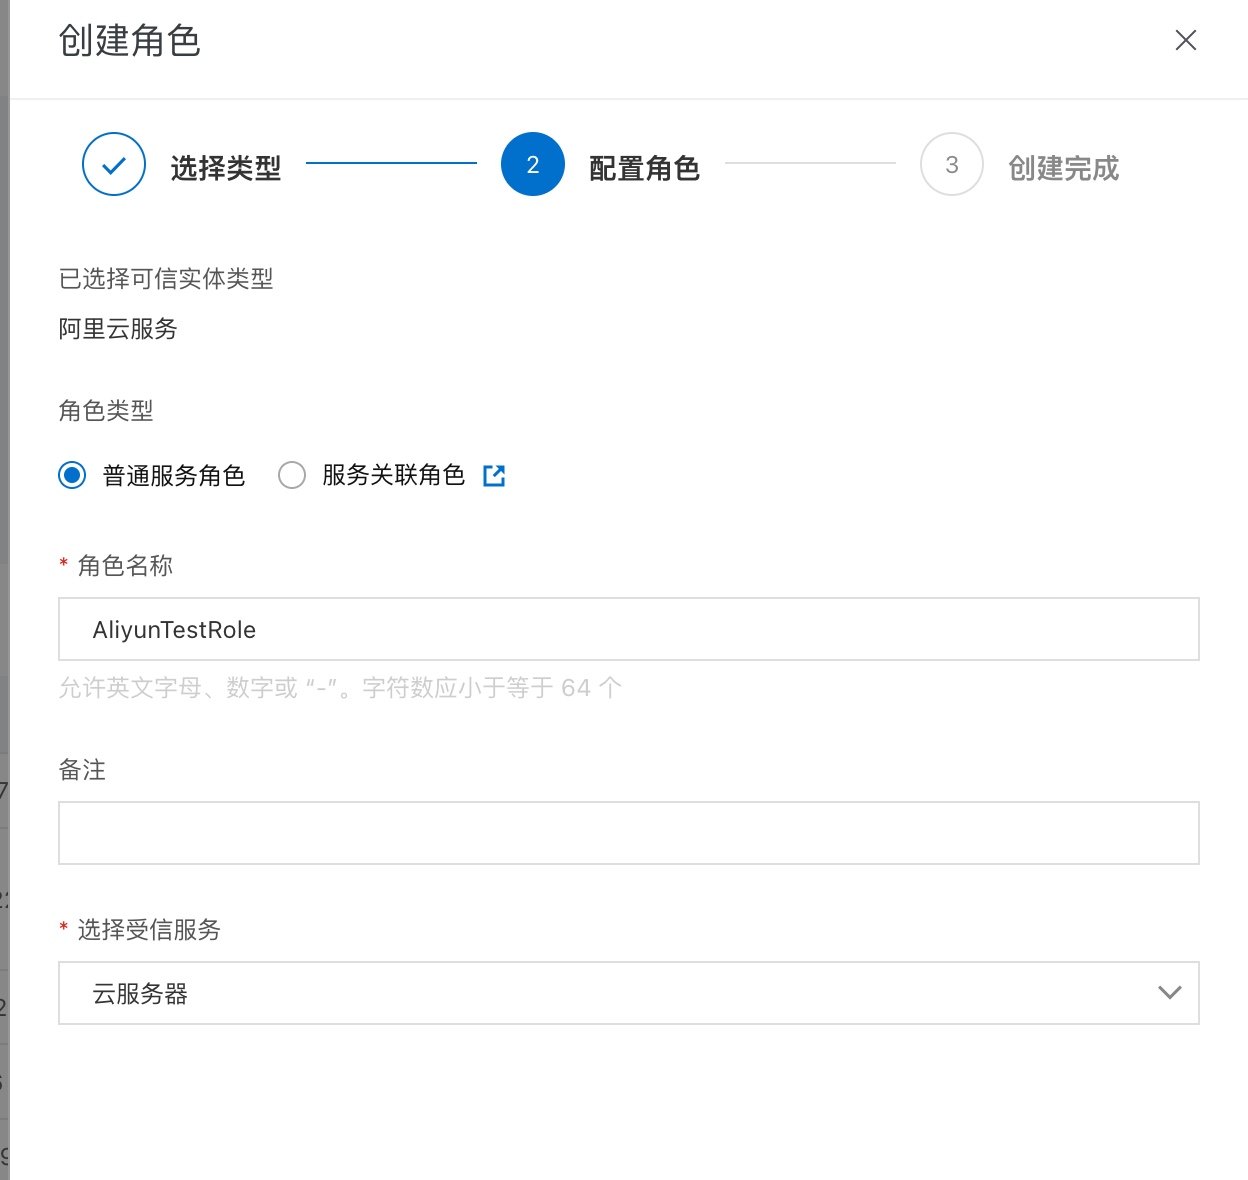 创建角色
选择类型 2 配置角色 3 创建完成
已选择可信实体类型
阿里云服务
角色类型
普通服务角色 服务关联角色
* 角色名称
AliyunTestRole
允许英文字母、数字或 “-”。字符数应小于等于 64 个
备注
* 选择受信服务
云服务器